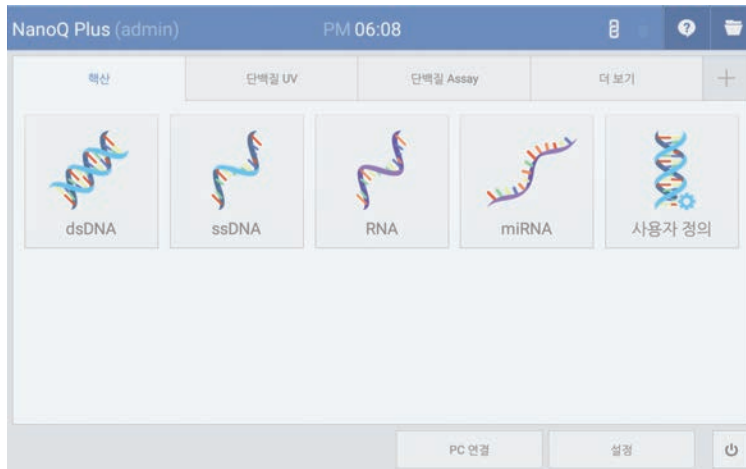 NanoQ Plus (admin) PM 06:08
핵산 단백질 UV 단백질 Assay 더 보기
dsDNA ssDNA RNA miRNA 사용자 정의
PC 연결 설정